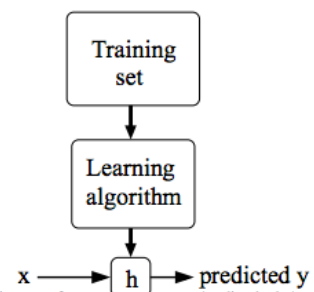 Training
set
Learning
algorithm
x h predicted y